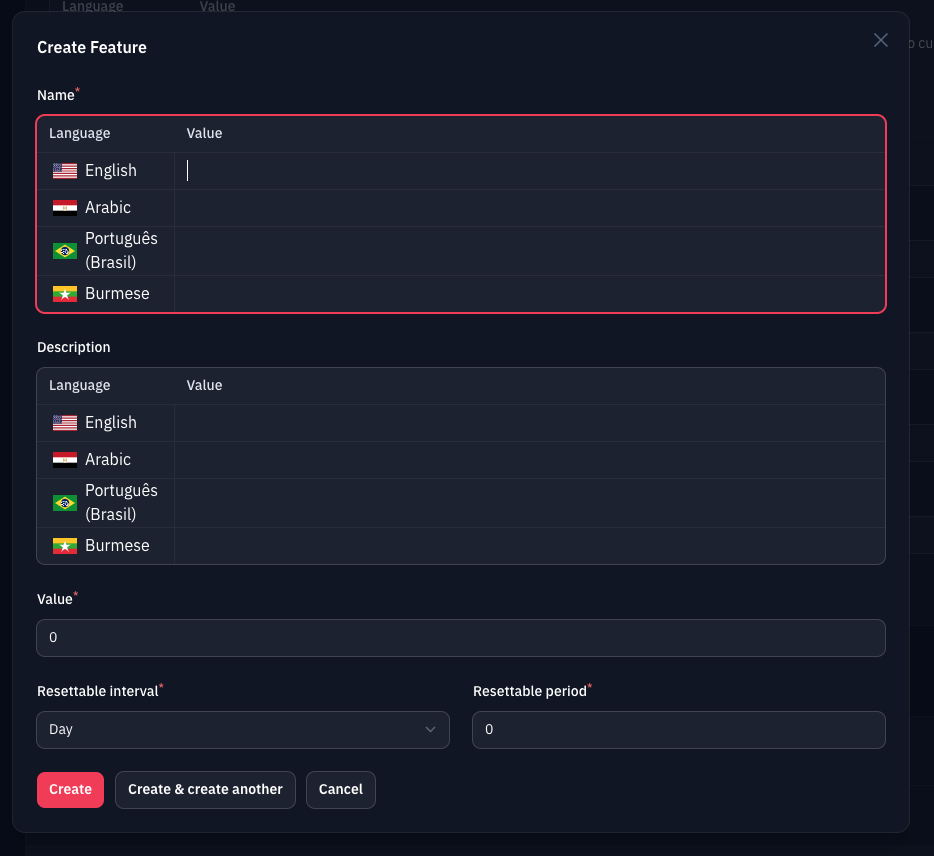 Language Value
Create Feature
o cu
Name*
Language Value
English
Arabic
Português
(Brasil)
Burmese
Description
Language Value
English
Arabic
Português
(Brasil)
Burmese
Value*
0
Resettable interval* Resettable period*
Day 0
Create Create & create another Cancel